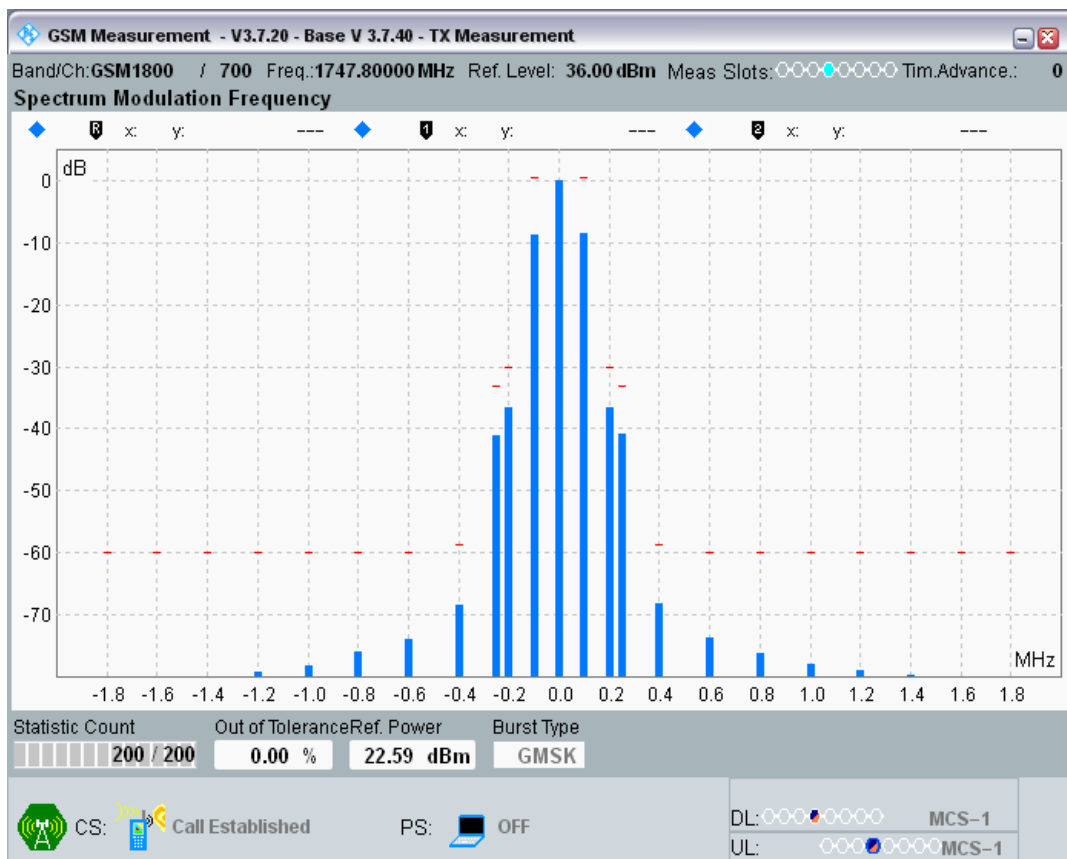 GSM Measurement - V3.7.20 - Base V 3.7.40 - TX Measurement
Band/Ch:GSM1800 / 700 Freq.:1747.80000 MHz Ref. Level: 36.00 dBm Meas Slots: Tim.Advance.: 0
Spectrum Modulation Frequency
R x: y: --- 1 x: y: --- 2 x: y: ---
dB
0
-10
-20
-30
-40
-50
-60
-70
MHz
-1.8 -1.6 -1.4 -1.2 -1.0 -0.8 -0.6 -0.4 -0.2 0.0 0.2 0.4 0.6 0.8 1.0 1.2 1.4 1.6 1.8
Statistic Count Out of Tolerance Ref. Power Burst Type
200 / 200 0.00 % 22.59 dBm GMSK
CS: Call Established PS: OFF
DL: MCS-1
UL: MCS-1